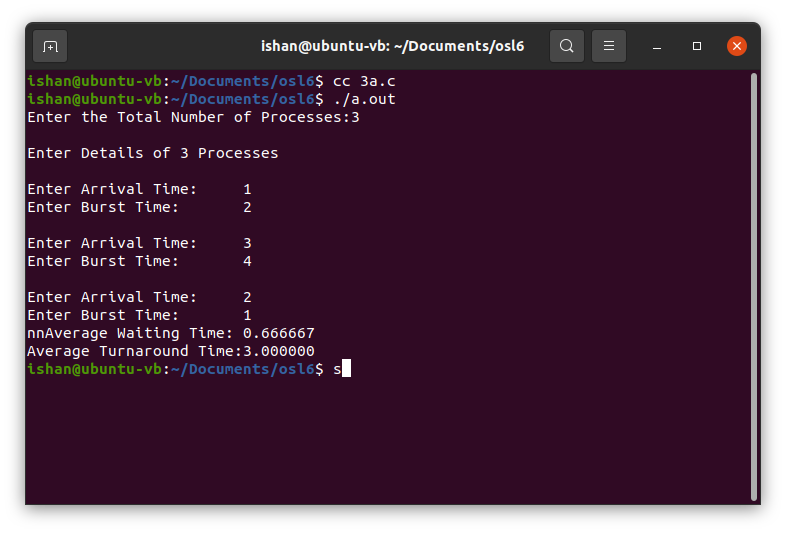 ishan@ubuntu-vb: ~/Documents/osl6
ishan@ubuntu-vb:~/Documents/osl6$ cc 3a.c
ishan@ubuntu-vb:~/Documents/osl6$ ./a.out
Enter the Total Number of Processes:3
Enter Details of 3 Processes
Enter Arrival Time:     1
Enter Burst Time:       2
Enter Arrival Time:     3
Enter Burst Time:       4
Enter Arrival Time:     2
Enter Burst Time:       1
nnAverage Waiting Time: 0.666667
Average Turnaround Time:3.000000
ishan@ubuntu-vb:~/Documents/osl6$ s